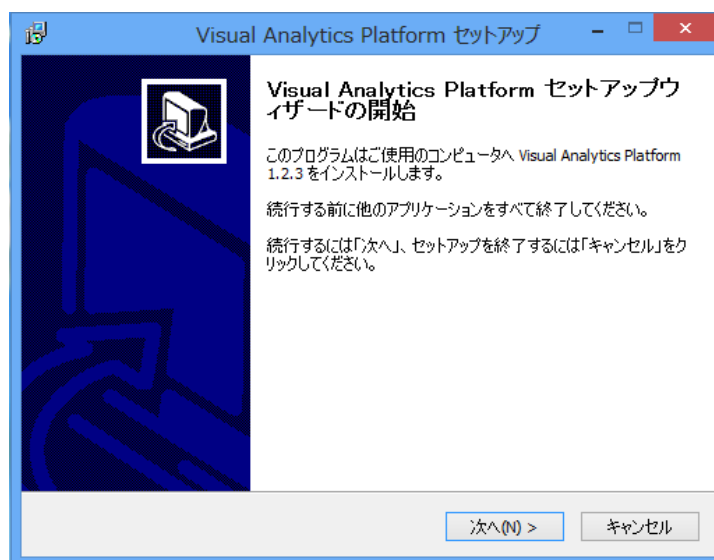 Visual Analytics Platform セットアップ
Visual Analytics Platform セットアップウ
ィザードの開始
このプログラムはご使用のコンピュータへ Visual Analytics Platform
1.2.3 をインストールします。
続行する前に他のアプリケーションをすべて終了してください。
続行するには「次へ」、セットアップを終了するには「キャンセル」をク
リックしてください。
次へ(N) >
キャンセル